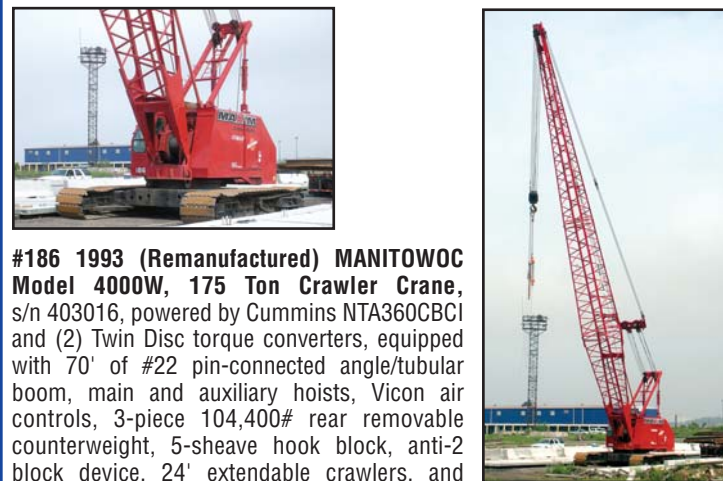 MAXIM
#186 1993 (Remanufactured) MANITOWOC
Model 4000W, 175 Ton Crawler Crane,
s/n 403016, powered by Cummins NTA360CBCI
and (2) Twin Disc torque converters, equipped
with 70' of #22 pin-connected angle/tubular
boom, main and auxiliary hoists, Vicon air
controls, 3-piece 104,400# rear removable
counterweight, 5-sheave hook block, anti-2
block device, 24' extendable crawlers, and